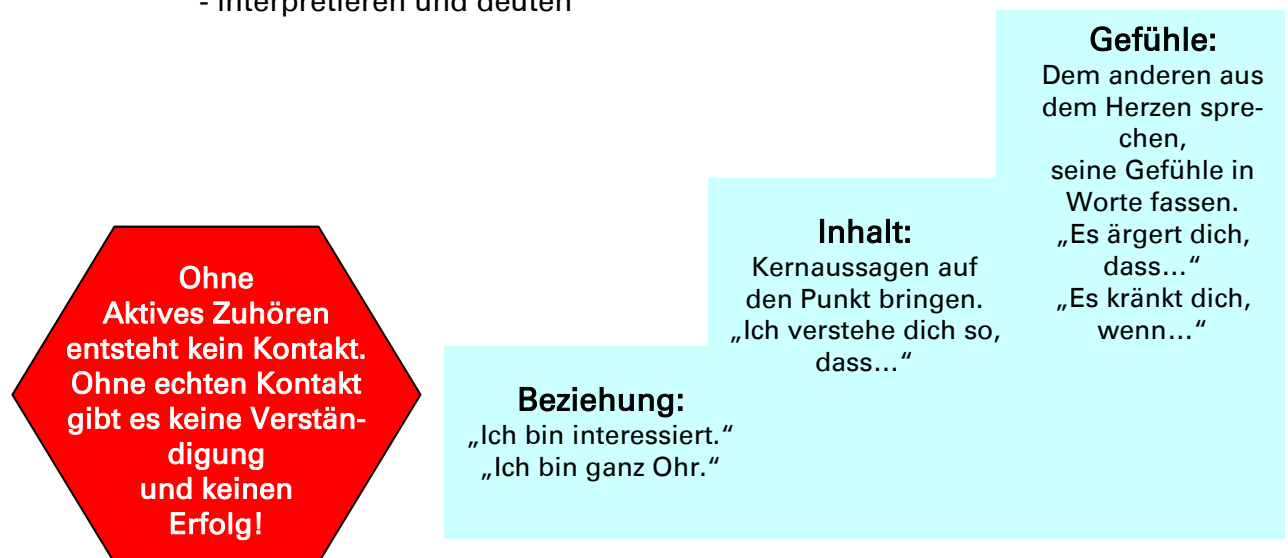 - interpretieren und deuten
Gefühle:
Dem anderen aus
dem Herzen spre-
chen,
seine Gefühle in
Worte fassen.
„Es ärgert dich,
dass…“
„Es kränkt dich,
wenn…“
Inhalt:
Kernaussagen auf
den Punkt bringen.
„Ich verstehe dich so,
dass…“
Beziehung:
„Ich bin interessiert.“
„Ich bin ganz Ohr.“
Ohne
Aktives Zuhören
entsteht kein Kontakt.
Ohne echten Kontakt
gibt es keine Verstän-
digung
und keinen
Erfolg!